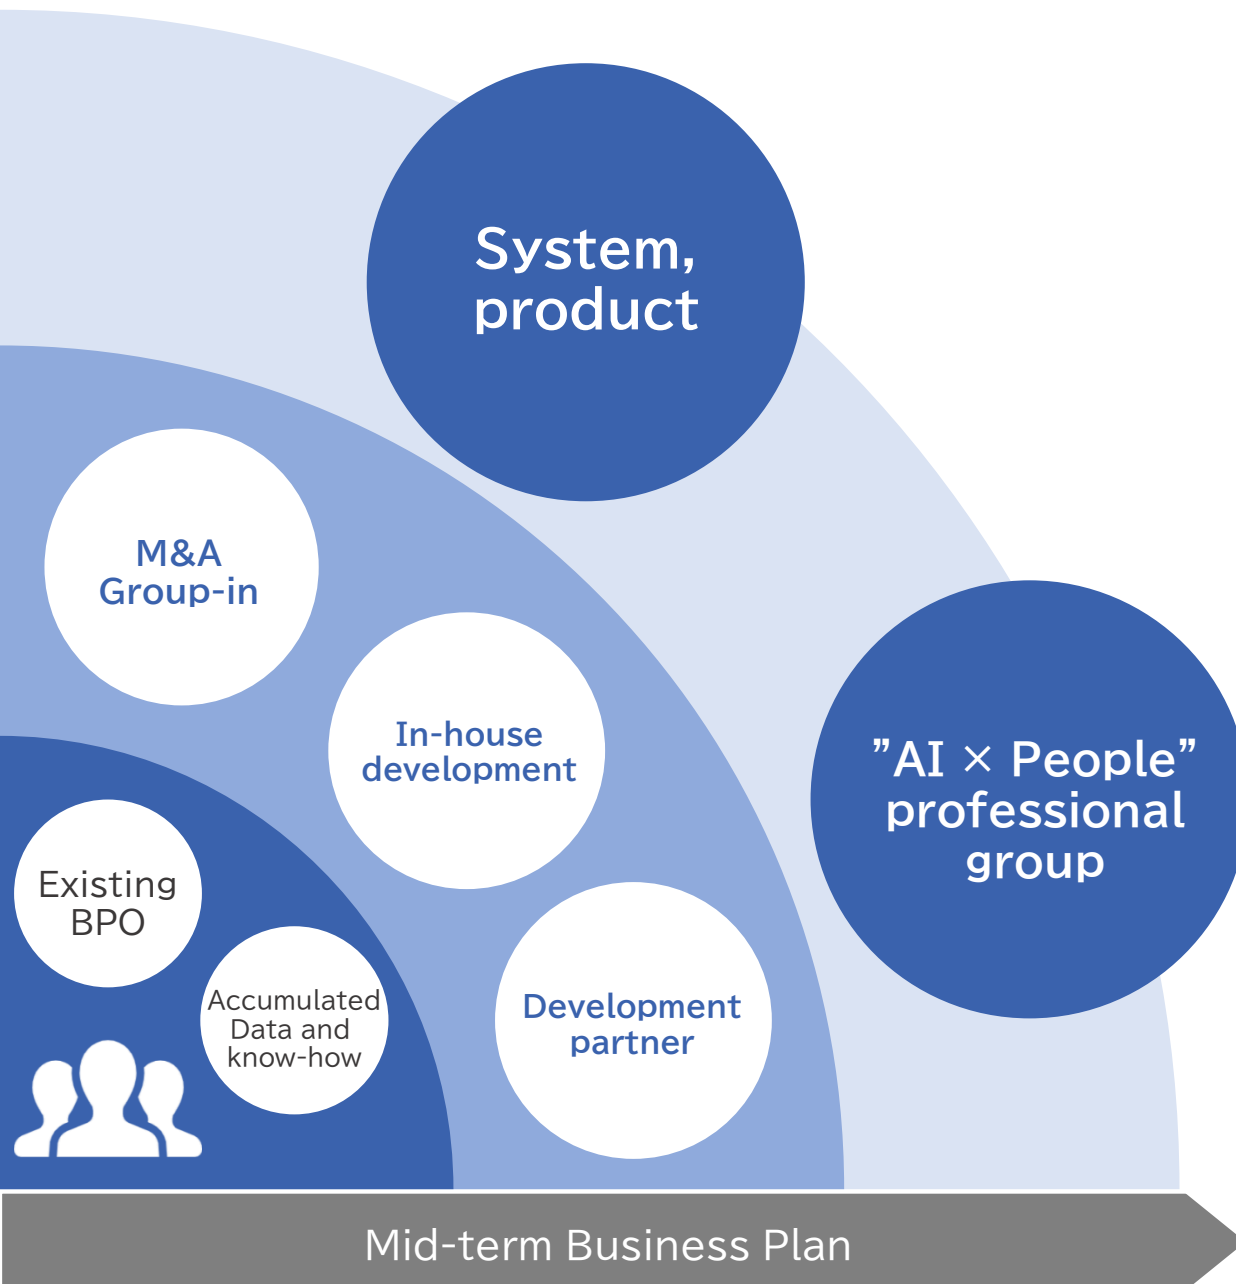 System,
product
M&A
Group-in
In-house
development
”AI × People”
professional
group
Existing
BPO
Accumulated
Data and
know-how
Development
partner
Mid-term Business Plan